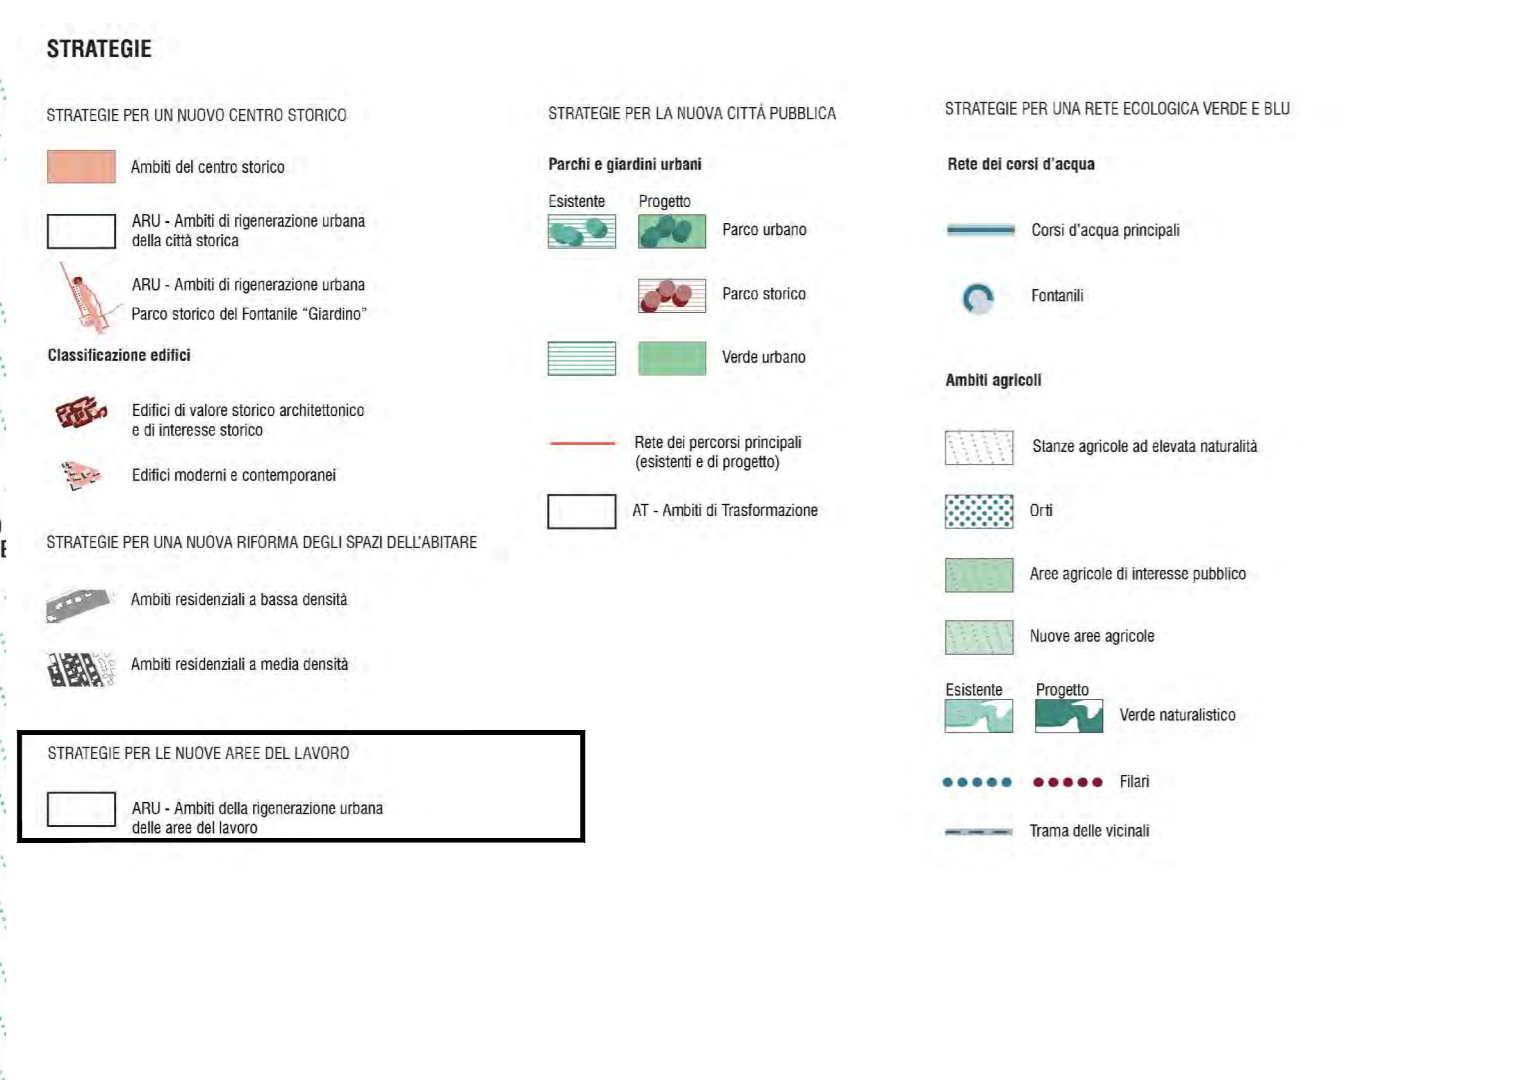 STRATEGIE
STRATEGIE PER UN NUOVO CENTRO STORICO
Ambiti del centro storico
ARU - Ambiti di rigenerazione urbana
della città storica
ARU - Ambiti di rigenerazione urbana
Parco storico del Fontanile “Giardino”
Classificazione edifici
Edifici di valore storico architettonico
e di interesse storico
Edifici moderni e contemporanei
STRATEGIE PER UNA NUOVA RIFORMA DEGLI SPAZI DELL'ABITARE
Ambiti residenziali a bassa densità
Ambiti residenziali a media densità
STRATEGIE PER LE NUOVE AREE DEL LAVORO
ARU - Ambiti della rigenerazione urbana
delle aree del lavoro
STRATEGIE PER LA NUOVA CITTÁ PUBBLICA
Parchi e giardini urbani
Esistente Progetto
Parco urbano
Parco storico
Verde urbano
Rete dei percorsi principali
(esistenti e di progetto)
AT - Ambiti di Trasformazione
STRATEGIE PER UNA RETE ECOLOGICA VERDE E BLU
Rete dei corsi d'acqua
Corsi d'acqua principali
Fontanili
Ambiti agricoli
Stanze agricole ad elevata naturalità
Orti
Aree agricole di interesse pubblico
Nuove aree agricole
Esistente Progetto
Verde naturalistico
Filari
Trama delle vicinali